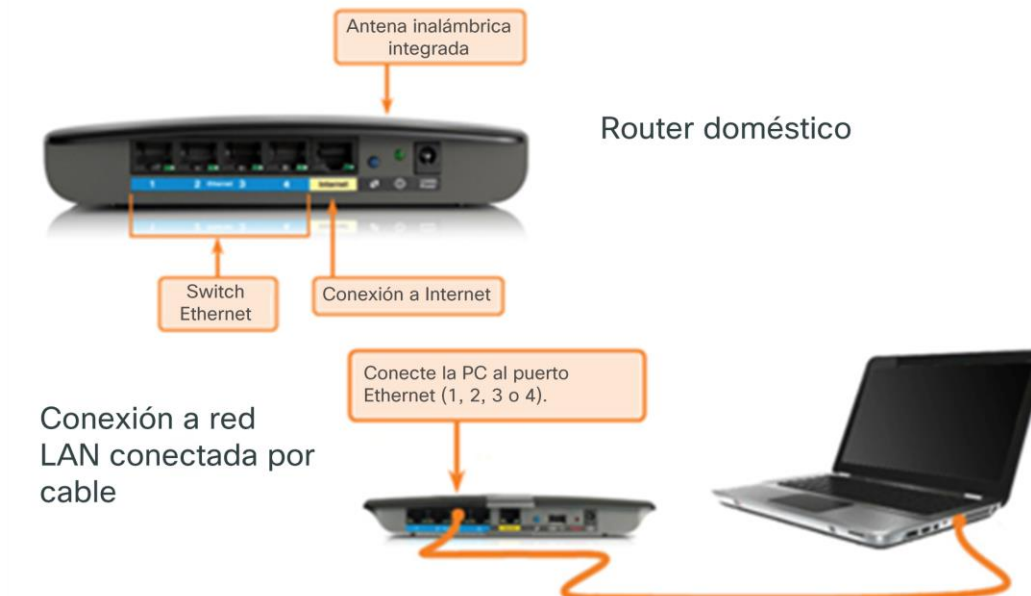 Antena inalámbrica
integrada
Router doméstico
1 2 Ethernet 3 4 Internet
Switch
Ethernet
Conexión a Internet
Conecte la PC al puerto
Ethernet (1, 2, 3 o 4).
Conexión a red
LAN conectada por
cable